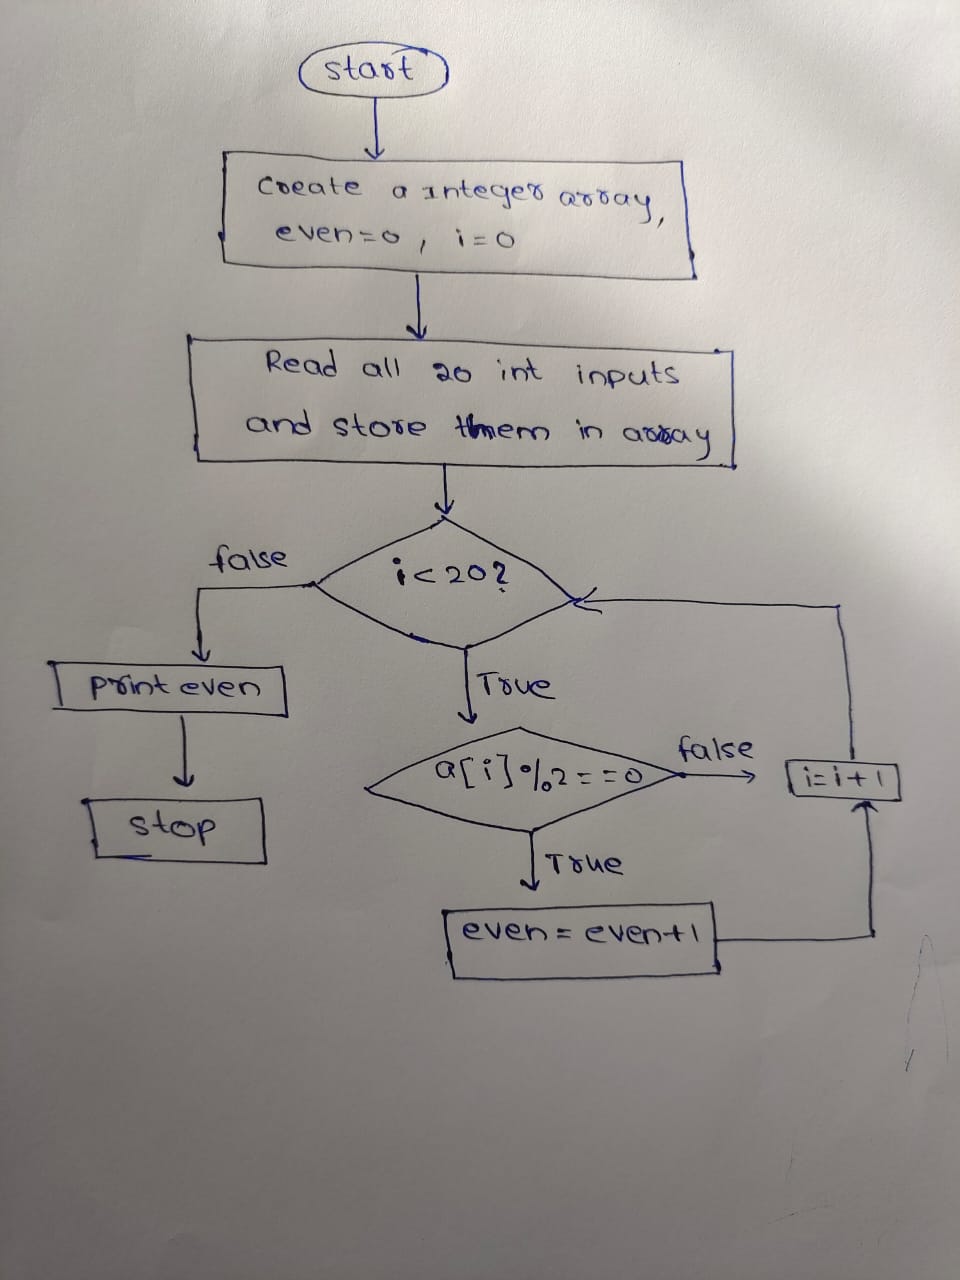 start
Create a Integer array,
even=0, i=0
Read all 20 int inputs
and store them in array
i<20?
false
True
print even
stop
a[i]%2==0
false
i=i+1
True
even=even+1